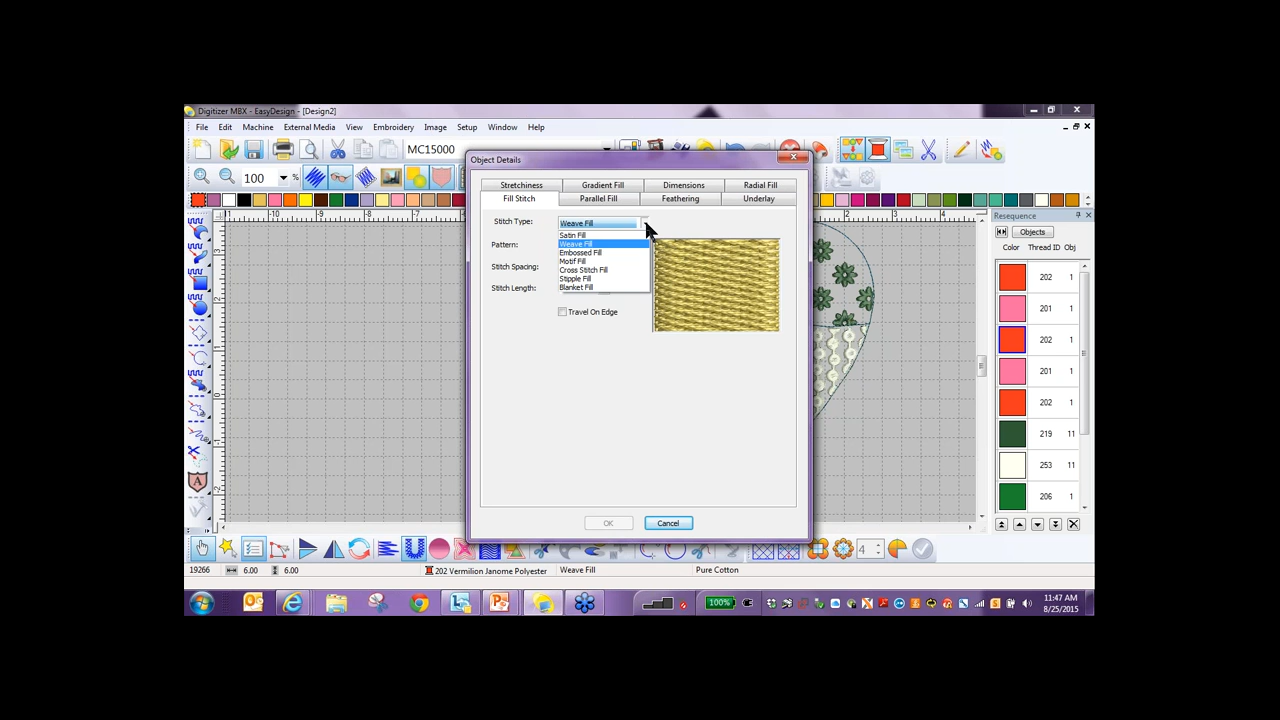 Digitizer MBX - EasyDesign - [Design2]
File Edit Machine External Media View Embroidery Image Setup Window Help
MC15000
100
Object Details
Stretchiness Gradient Fill Dimensions Radial Fill
Fill Stitch Parallel Fill Feathering Underlay
Stitch Type: Weave Fill
Satin Fill
Weave Fill
Pattern:
Embossed Fill
Motif Fill
Stitch Spacing:
Cross Stitch Fill
Stipple Fill
Stitch Length:
Blanket Fill
Travel On Edge
OK Cancel
Resequence
Objects
Color Thread ID Obj
202 1
201 1
202 1
201 1
202 1
219 11
253 11
206 1
4
19266 6.00 6.00 202 Vermilion Janome Polyester Weave Fill Pure Cotton
100%
11:47 AM
8/25/2015